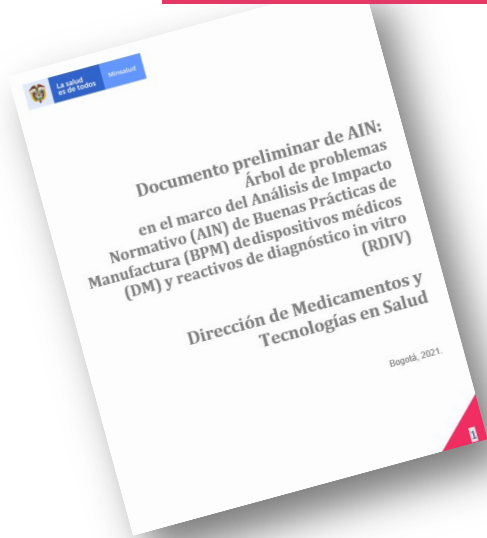 La salud
es de todos
Minsalud
Documento preliminar de AIN:
Árbol de problemas
en el marco del Análisis de Impacto
Normativo (AIN) de Buenas Prácticas de
Manufactura (BPM) de dispositivos médicos
(DM) y reactivos de diagnóstico in vitro
(RDIV)
Dirección de Medicamentos y
Tecnologías en Salud
Bogotá, 2021.
1